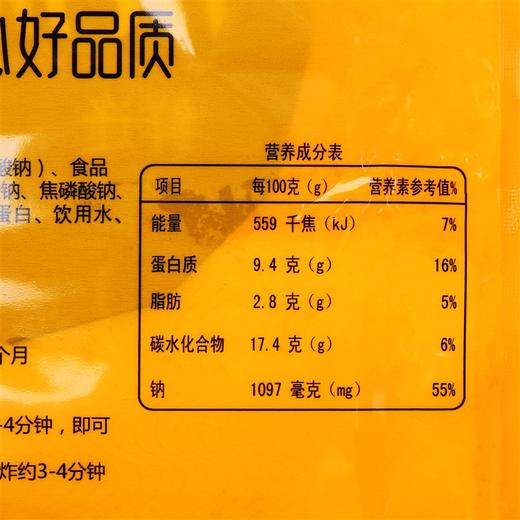 好品质
酸钠）、食品
钠、焦磷酸钠、
蛋白、饮用水、
营养成分表
项目 每100克（g） 营养素参考值%
能量 559 千焦（kJ） 7%
蛋白质 9.4 克（g） 16%
脂肪 2.8 克（g） 5%
碳水化合物 17.4 克（g） 6%
钠 1097 毫克（mg） 55%
个月
-4分钟，即可
炸约3-4分钟